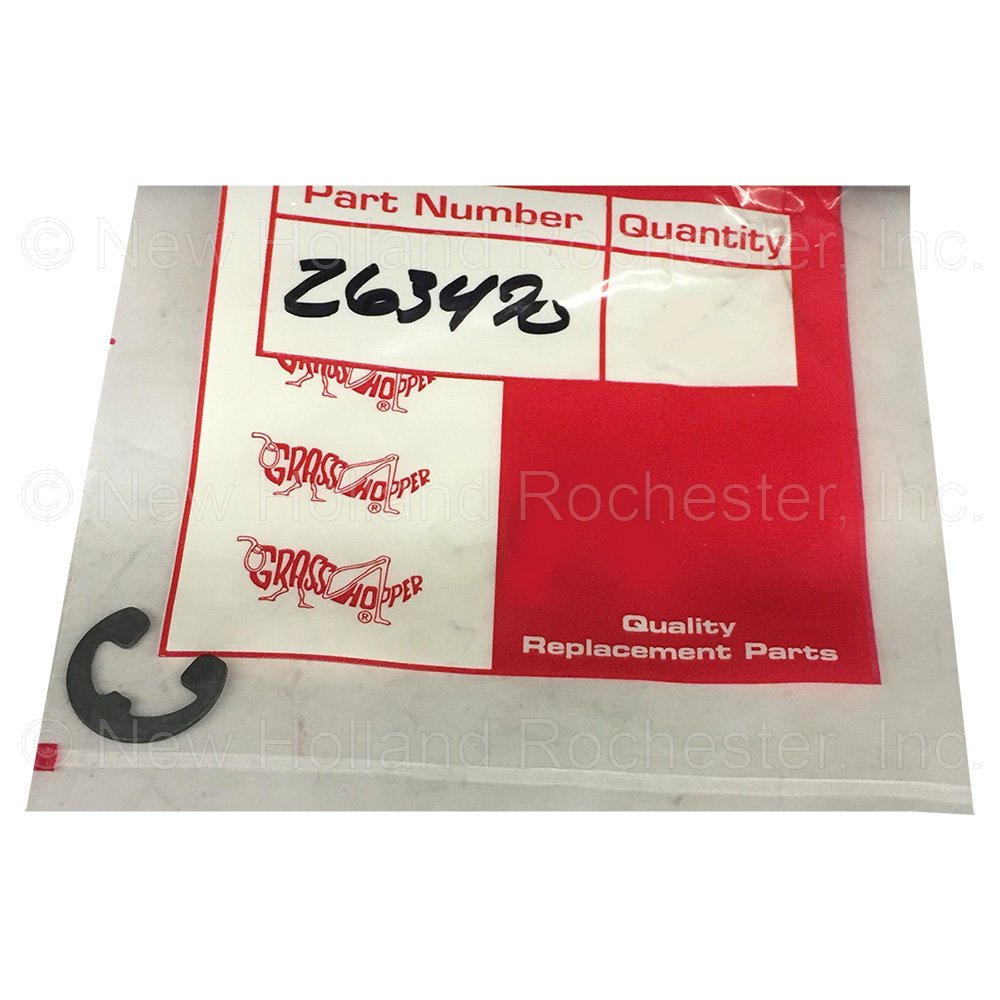 Part Number Quantity
© New Holland Rochester, Inc.
263420
GRASSHOPPER®
© New Holland Rochester, Inc.
GRASSHOPPER®
GRASSHOPPER®
Quality
Replacement Parts
© New Holland Rochester, Inc.